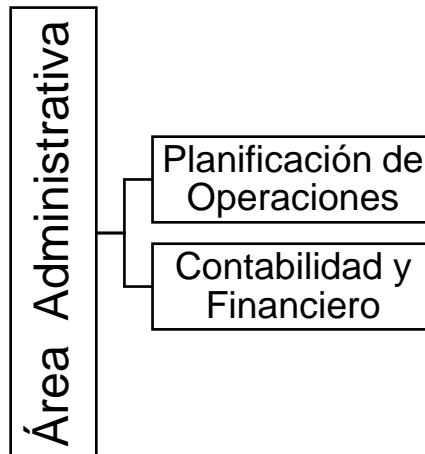 Área Administrativa
Planificación de
Operaciones
Contabilidad y
Financiero